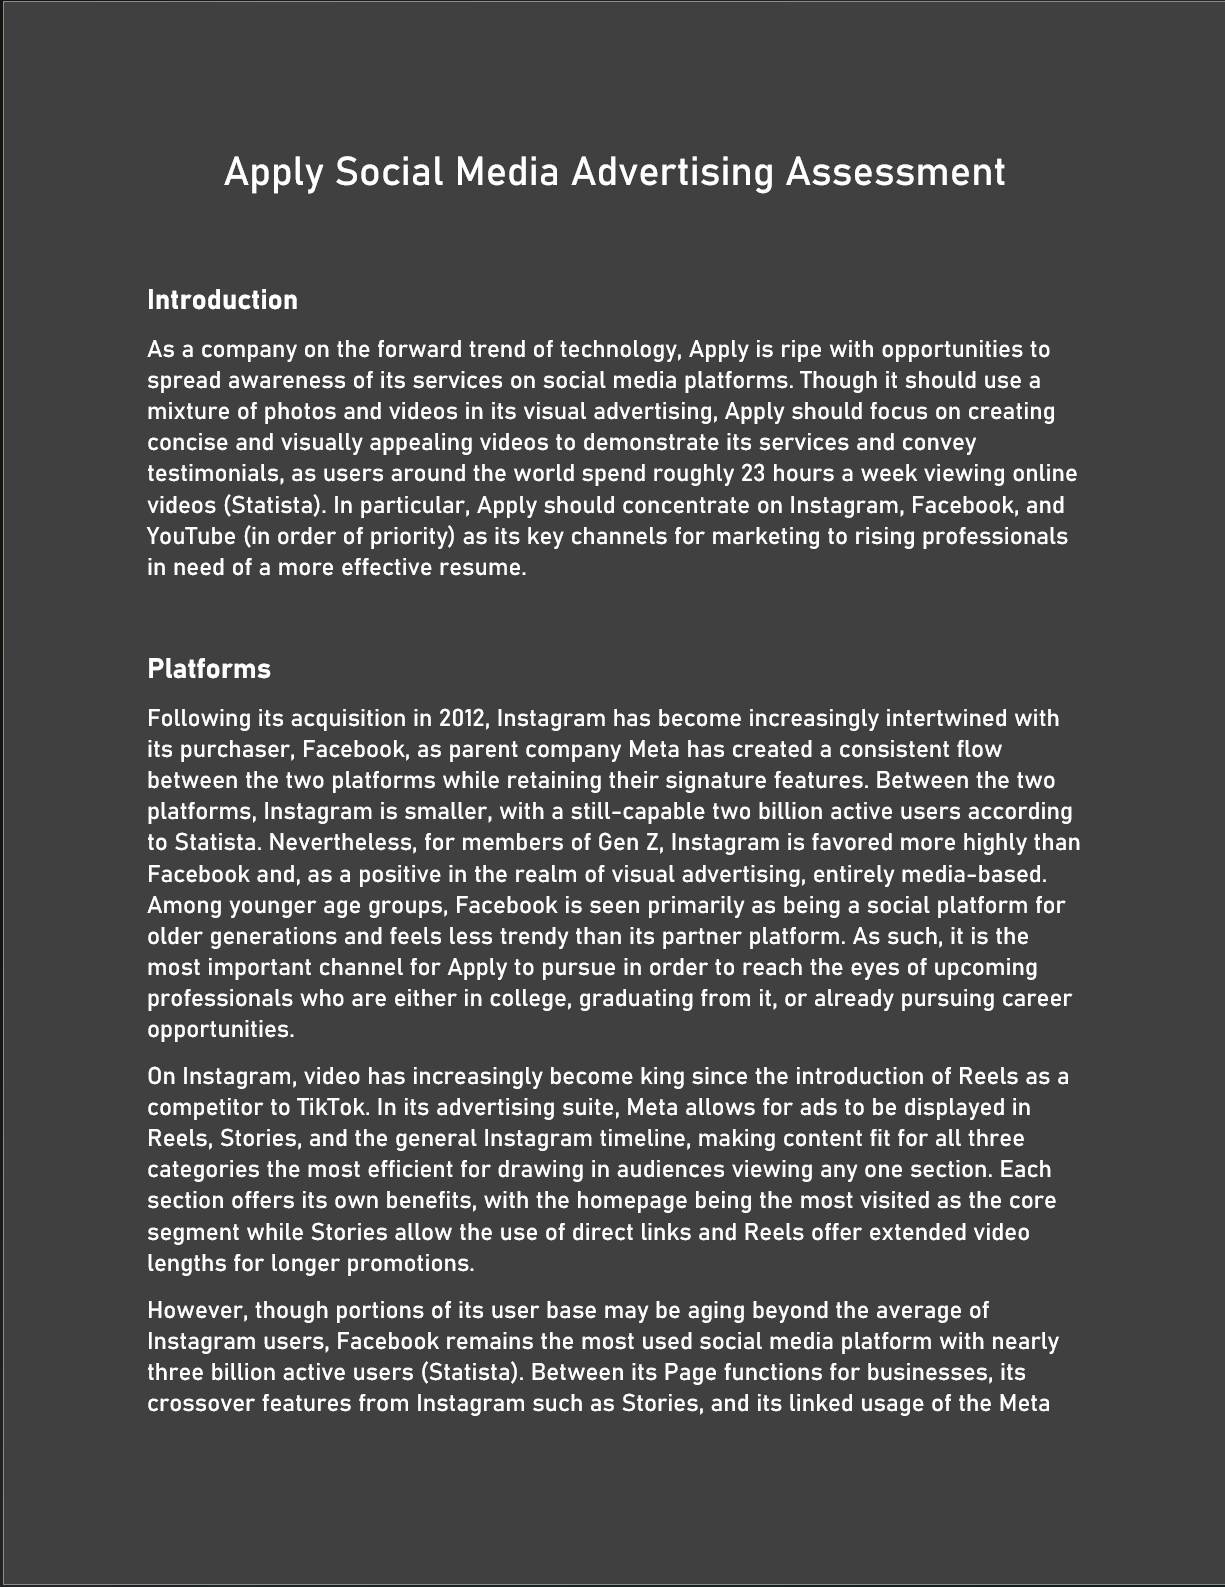 Apply Social Media Advertising Assessment
Introduction
As a company on the forward trend of technology, Apply is ripe with opportunities to
spread awareness of its services on social media platforms. Though it should use a
mixture of photos and videos in its visual advertising, Apply should focus on creating
concise and visually appealing videos to demonstrate its services and convey
testimonials, as users around the world spend roughly 23 hours a week viewing online
videos (Statista). In particular, Apply should concentrate on Instagram, Facebook, and
YouTube (in order of priority) as its key channels for marketing to rising professionals
in need of a more effective resume.
Platforms
Following its acquisition in 2012, Instagram has become increasingly intertwined with
its purchaser, Facebook, as parent company Meta has created a consistent flow
between the two platforms while retaining their signature features. Between the two
platforms, Instagram is smaller, with a still-capable two billion active users according
to Statista. Nevertheless, for members of Gen Z, Instagram is favored more highly than
Facebook and, as a positive in the realm of visual advertising, entirely media-based.
Among younger age groups, Facebook is seen primarily as being a social platform for
older generations and feels less trendy than its partner platform. As such, it is the
most important channel for Apply to pursue in order to reach the eyes of upcoming
professionals who are either in college, graduating from it, or already pursuing career
opportunities.
On Instagram, video has increasingly become king since the introduction of Reels as a
competitor to TikTok. In its advertising suite, Meta allows for ads to be displayed in
Reels, Stories, and the general Instagram timeline, making content fit for all three
categories the most efficient for drawing in audiences viewing any one section. Each
section offers its own benefits, with the homepage being the most visited as the core
segment while Stories allow the use of direct links and Reels offer extended video
lengths for longer promotions.
However, though portions of its user base may be aging beyond the average of
Instagram users, Facebook remains the most used social media platform with nearly
three billion active users (Statista). Between its Page functions for businesses, its
crossover features from Instagram such as Stories, and its linked usage of the Meta